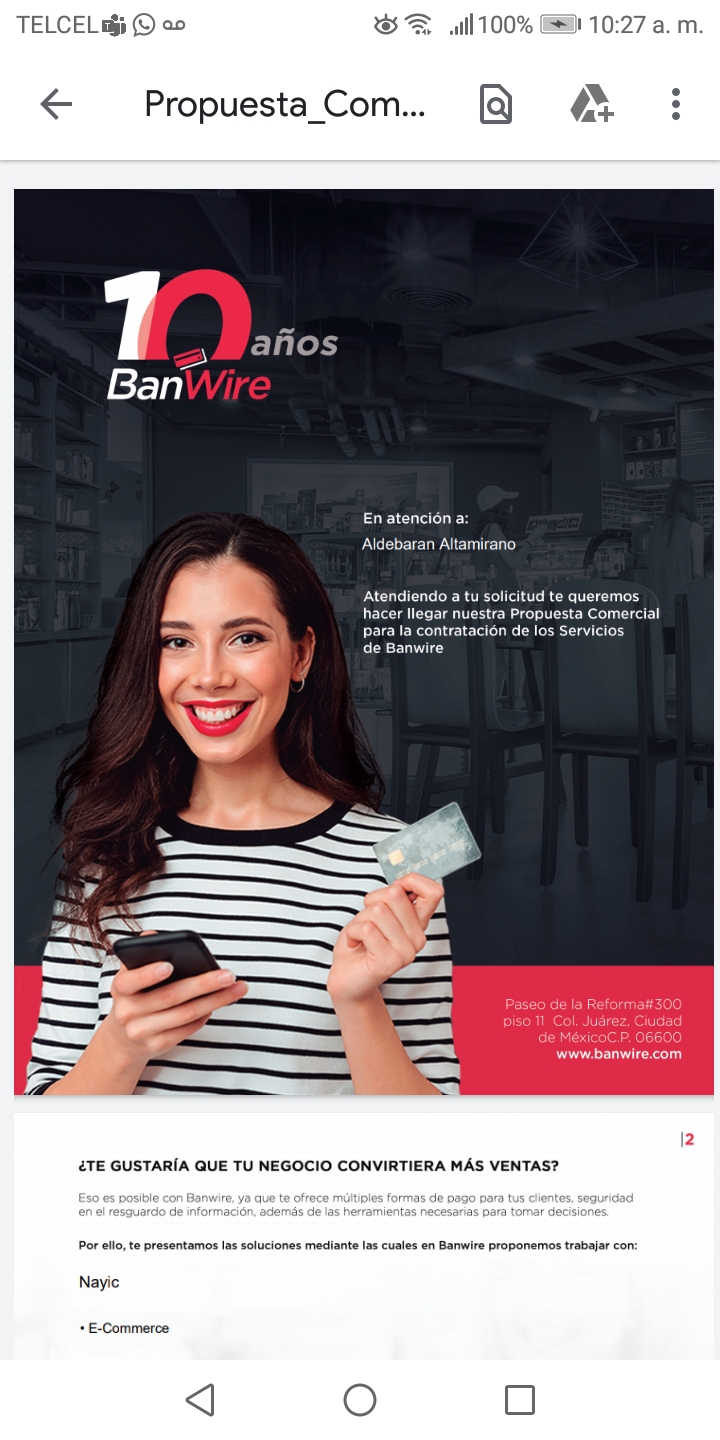 TELCEL 100% 10:27 a. m.
Propuesta_Com...
10 años
BanWire
En atención a:
Aldebaran Altamirano
Atendiendo a tu solicitud te queremos
hacer llegar nuestra Propuesta Comercial
para la contratación de los Servicios
de Banwire
Paseo de la Reforma#300
piso 11 Col. Juárez, Ciudad
de MéxicoC.P. 06600
www.banwire.com
|2
¿TE GUSTARÍA QUE TU NEGOCIO CONVIRTIERA MÁS VENTAS?
Eso es posible con Banwire, ya que te ofrece múltiples formas de pago para tus clientes, seguridad
en el resguardo de información, además de las herramientas necesarias para tomar decisiones.
Por ello, te presentamos las soluciones mediante las cuales en Banwire proponemos trabajar con:
Nayic
• E-Commerce